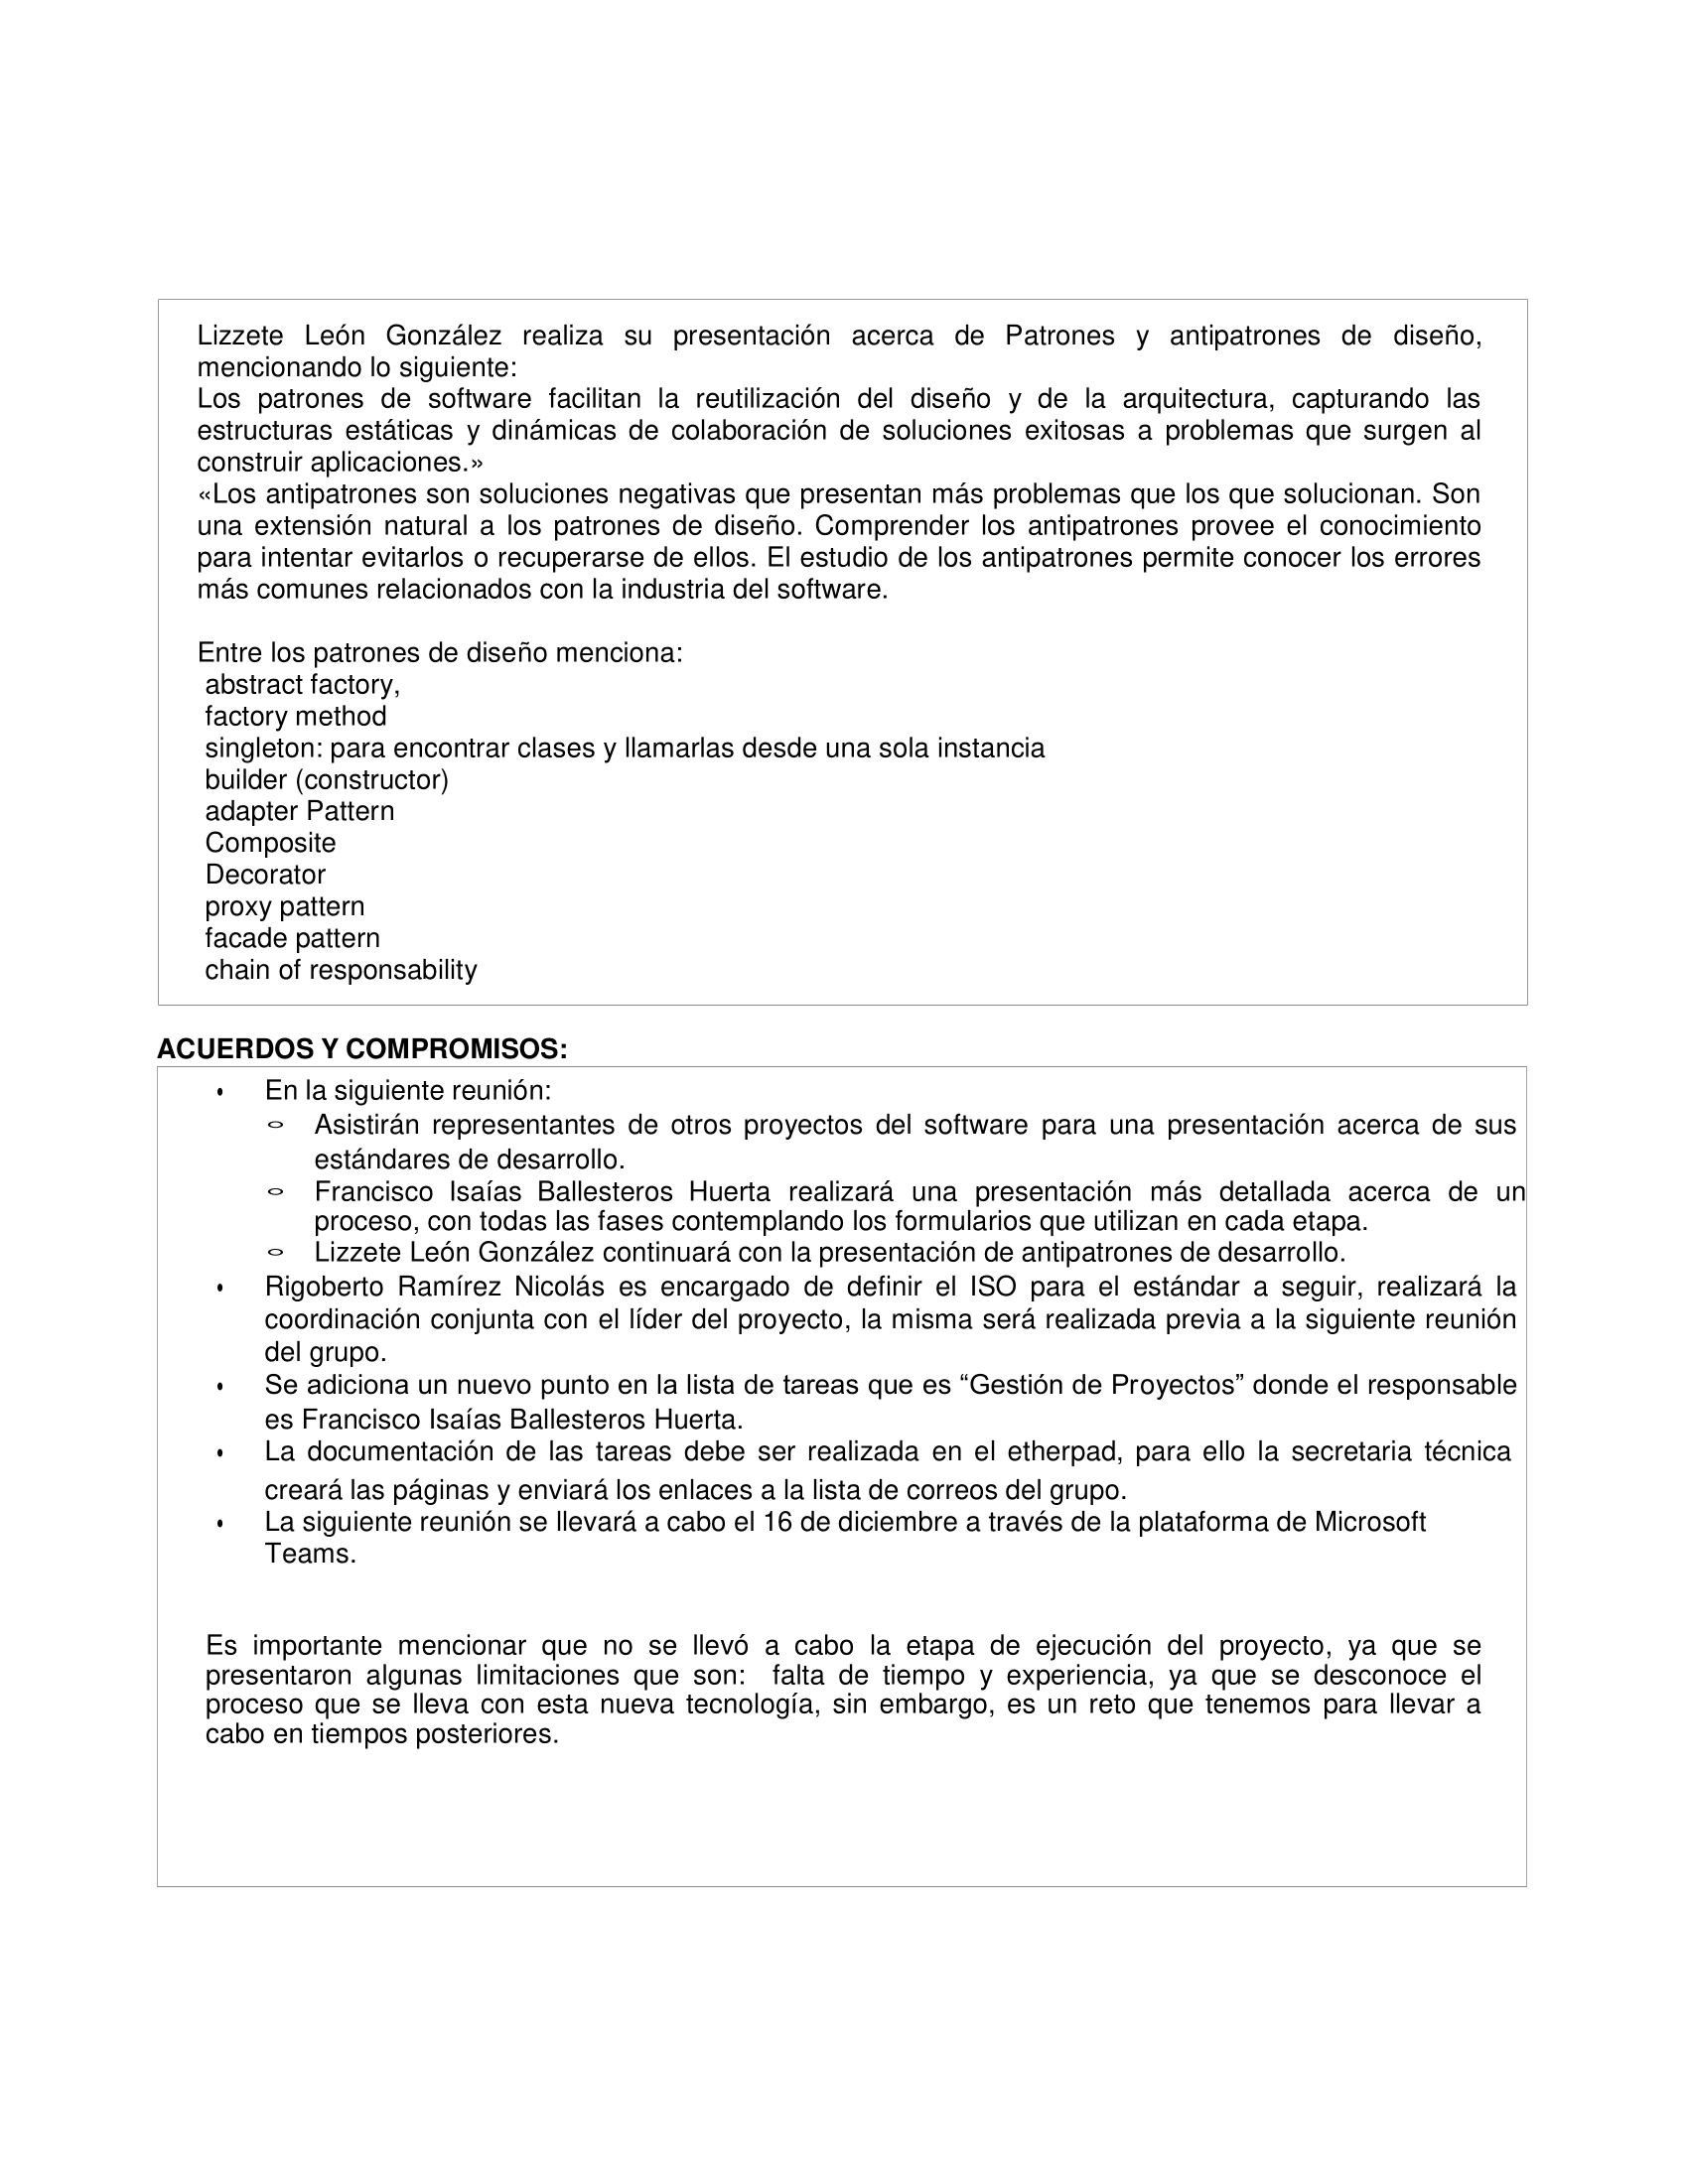 Lizzete León González realiza su presentación acerca de Patrones y antipatrones de diseño,
mencionando lo siguiente:
Los patrones de software facilitan la reutilización del diseño y de la arquitectura, capturando las
estructuras estáticas y dinámicas de colaboración de soluciones exitosas a problemas que surgen al
construir aplicaciones.»
«Los antipatrones son soluciones negativas que presentan más problemas que los que solucionan. Son
una extensión natural a los patrones de diseño. Comprender los antipatrones provee el conocimiento
para intentar evitarlos o recuperarse de ellos. El estudio de los antipatrones permite conocer los errores
más comunes relacionados con la industria del software.

Entre los patrones de diseño menciona:
abstract factory,
factory method
singleton: para encontrar clases y llamarlas desde una sola instancia
builder (constructor)
adapter Pattern
Composite
Decorator
proxy pattern
facade pattern
chain of responsability

ACUERDOS Y COMPROMISOS:
• En la siguiente reunión:
o Asistirán representantes de otros proyectos del software para una presentación acerca de sus
estándares de desarrollo.
o Francisco Isaías Ballesteros Huerta realizará una presentación más detallada acerca de un
proceso, con todas las fases contemplando los formularios que utilizan en cada etapa.
o Lizzete León González continuará con la presentación de antipatrones de desarrollo.
• Rigoberto Ramírez Nicolás es encargado de definir el ISO para el estándar a seguir, realizará la
coordinación conjunta con el líder del proyecto, la misma será realizada previa a la siguiente reunión
del grupo.
• Se adiciona un nuevo punto en la lista de tareas que es “Gestión de Proyectos” donde el responsable
es Francisco Isaías Ballesteros Huerta.
• La documentación de las tareas debe ser realizada en el etherpad, para ello la secretaria técnica
creará las páginas y enviará los enlaces a la lista de correos del grupo.
• La siguiente reunión se llevará a cabo el 16 de diciembre a través de la plataforma de Microsoft
Teams.

Es importante mencionar que no se llevó a cabo la etapa de ejecución del proyecto, ya que se
presentaron algunas limitaciones que son: falta de tiempo y experiencia, ya que se desconoce el
proceso que se lleva con esta nueva tecnología, sin embargo, es un reto que tenemos para llevar a
cabo en tiempos posteriores.